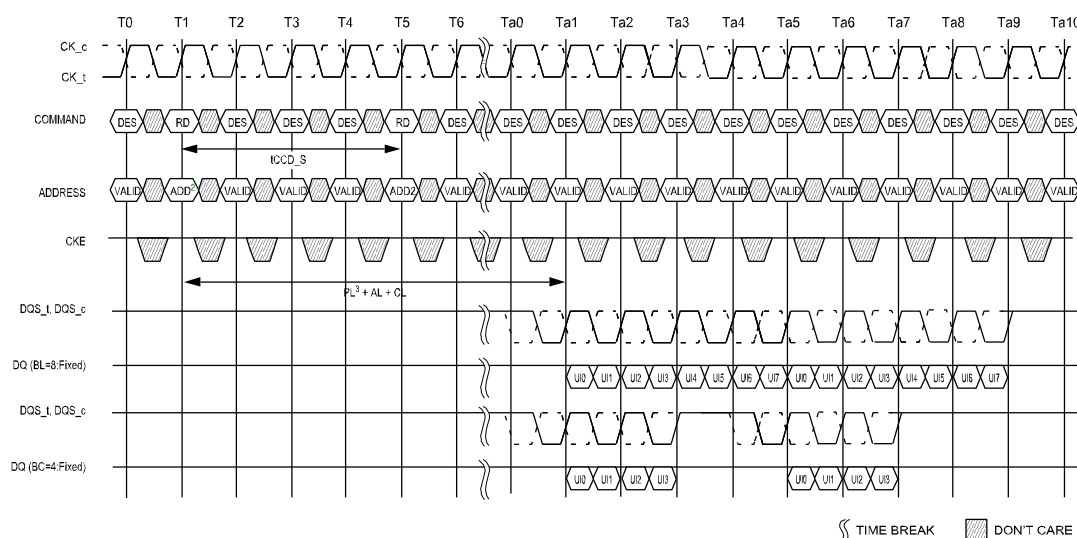 T0 T1 T2 T3 T4 T5 T6 Ta0 Ta1 Ta2 Ta3 Ta4 Ta5 Ta6 Ta7 Ta8 Ta9 Ta10
CK_c
CK_t
COMMAND DES RD DES DES DES RD DES DES DES DES DES DES DES DES DES DES DES DES
tCCD_S
ADDRESS VALID ADD2 VALID VALID VALID ADD2 VALID VALID VALID VALID VALID VALID VALID VALID VALID VALID VALID VALID
CKE
PL3 + AL + CL
DQS_t, DQS_c
DQ (BL=8:Fixed) UI0 UI1 UI2 UI3 UI4 UI5 UI6 UI7 UI0 UI1 UI2 UI3 UI4 UI5 UI6 UI7
DQS_t, DQS_c
DQ (BC=4:Fixed) UI0 UI1 UI2 UI3 UI0 UI1 UI2 UI3
TIME BREAK DON'T CARE